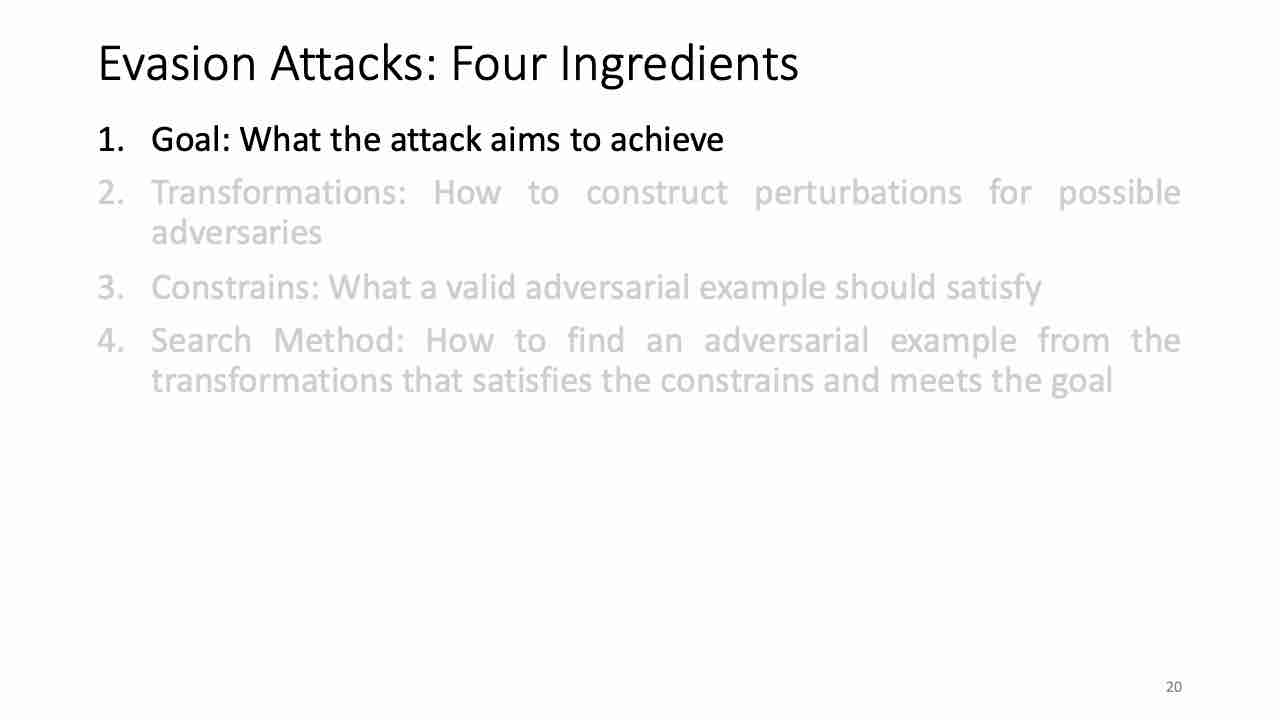 Evasion Attacks: Four Ingredients
1. Goal: What the attack aims to achieve
2. Transformations: How to construct perturbations for possible
adversaries
3. Constrains: What a valid adversarial example should satisfy
4. Search Method: How to find an adversarial example from the
transformations that satisfies the constrains and meets the goal
20